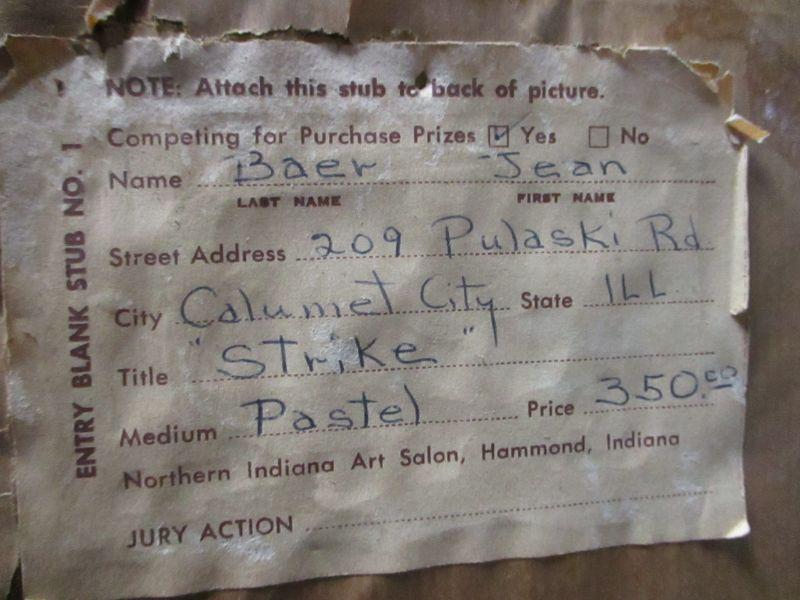 NOTE: Attach this stub to back of picture.
Competing for Purchase Prizes ☑ Yes ☐ No
Name Baer Jean
LAST NAME FIRST NAME
Street Address 209 Pulaski Rd
City Calumet City State ILL
Title "Strike"
Medium Pastel Price 350.00
Northern Indiana Art Salon, Hammond, Indiana
JURY ACTION
ENTRY BLANK STUB NO. 1